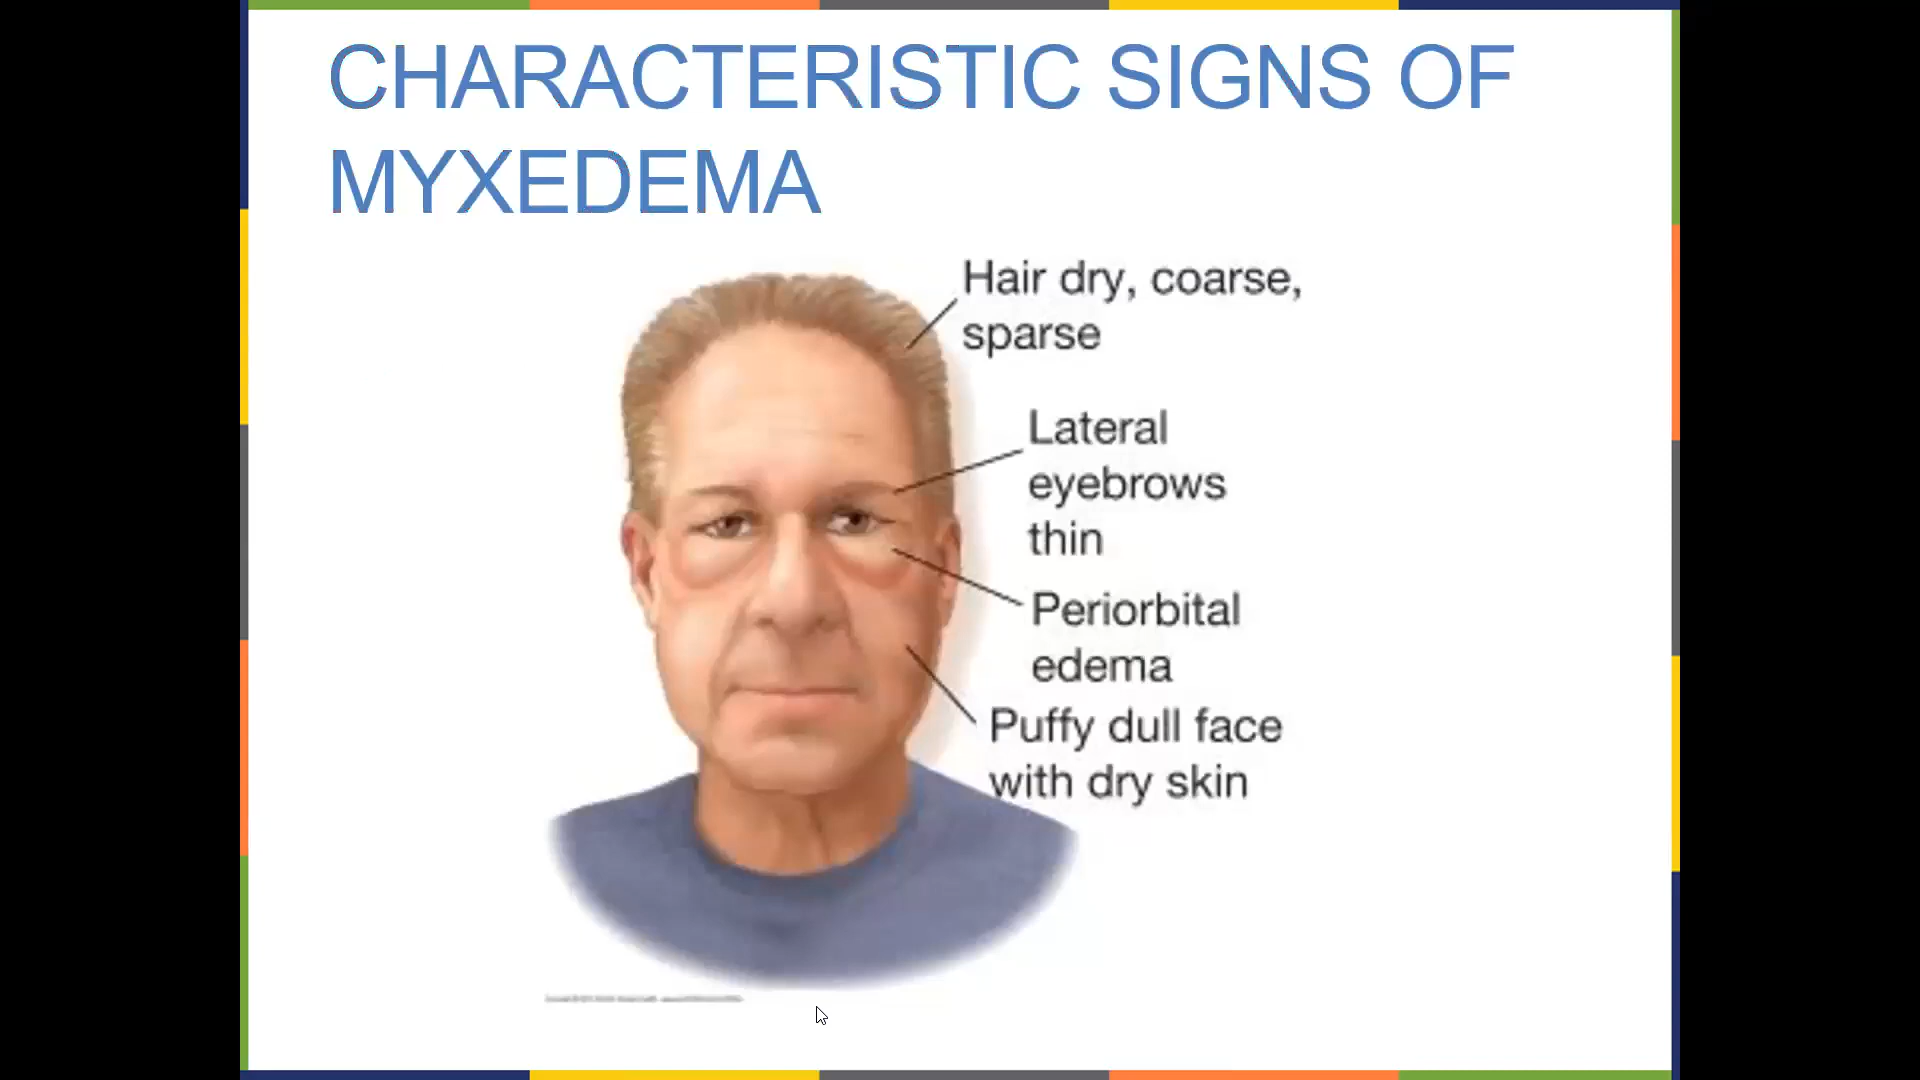 CHARACTERISTIC SIGNS OF
MYXEDEMA
Hair dry, coarse,
sparse
Lateral
eyebrows
thin
Periorbital
edema
Puffy dull face
with dry skin